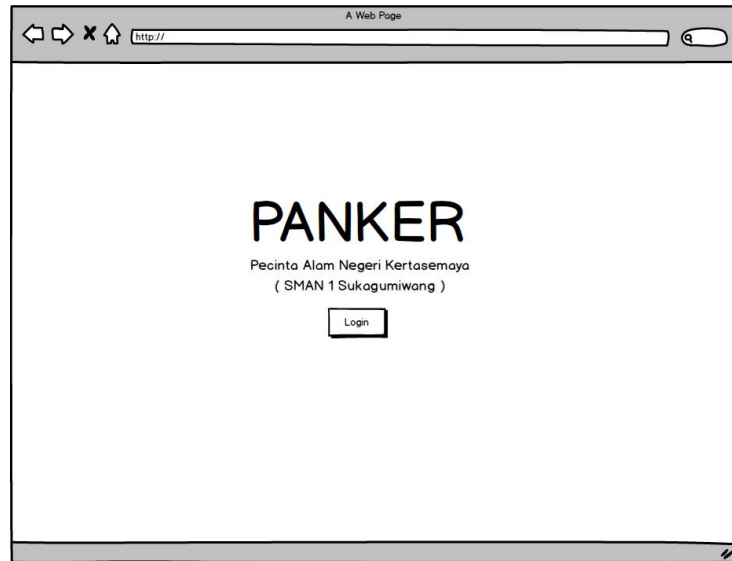 A Web Page
http://
PANKER
Pecinta Alam Negeri Kertasemaya
( SMAN 1 Sukagumiwang )
Login